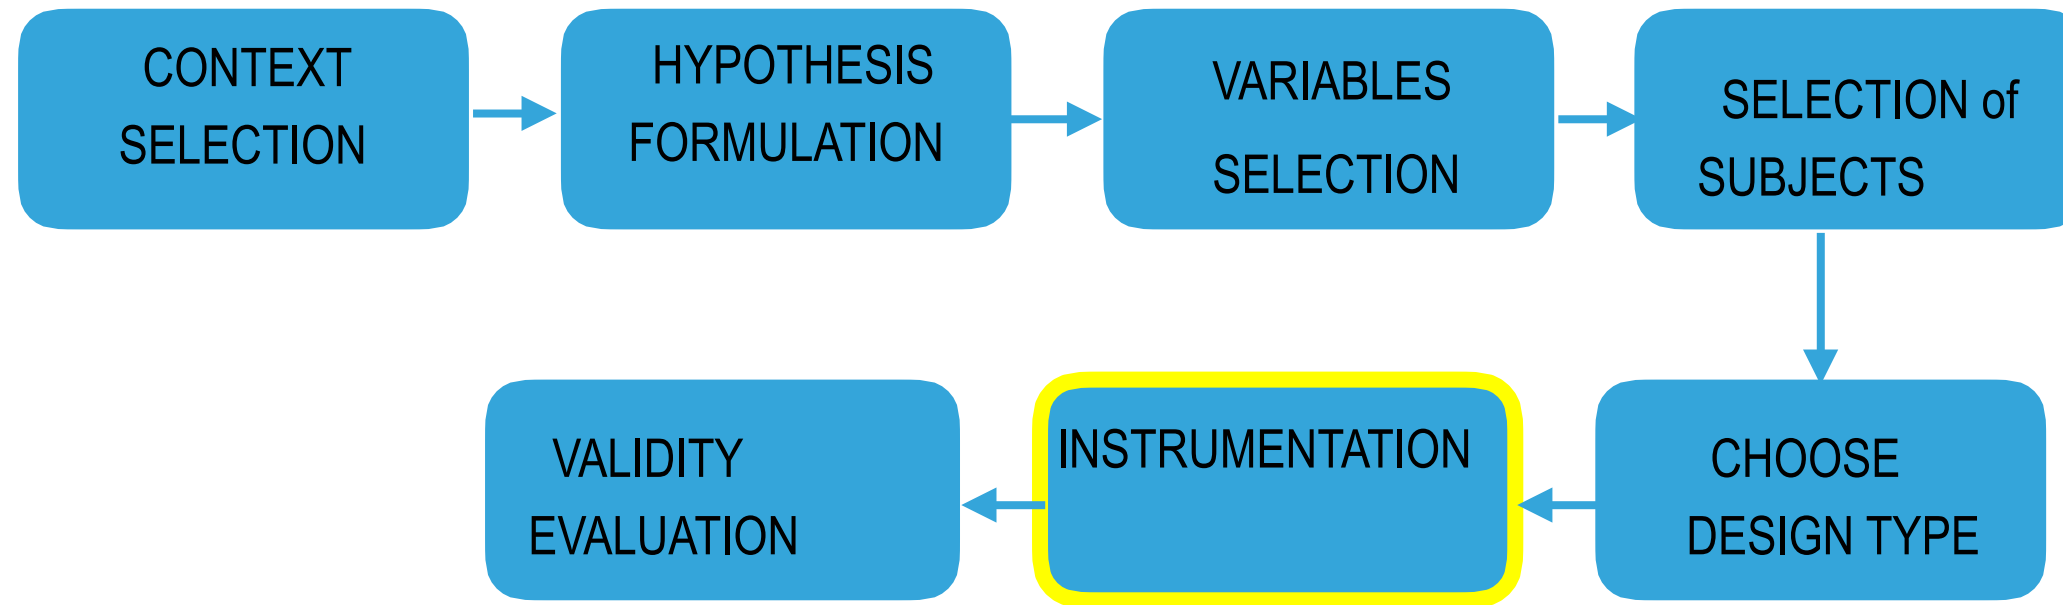 CONTEXT
SELECTION
HYPOTHESIS
FORMULATION
VARIABLES
SELECTION
SELECTION of
SUBJECTS
CHOOSE
DESIGN TYPE
INSTRUMENTATION
VALIDITY
EVALUATION